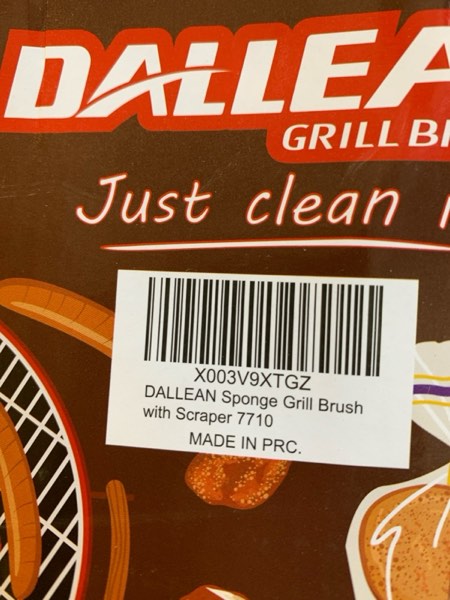 DALLEA
GRILL
Just clean
X003V9XTGZ
DALLEAN Sponge Grill Brush
with Scraper 7710
MADE IN PRC.